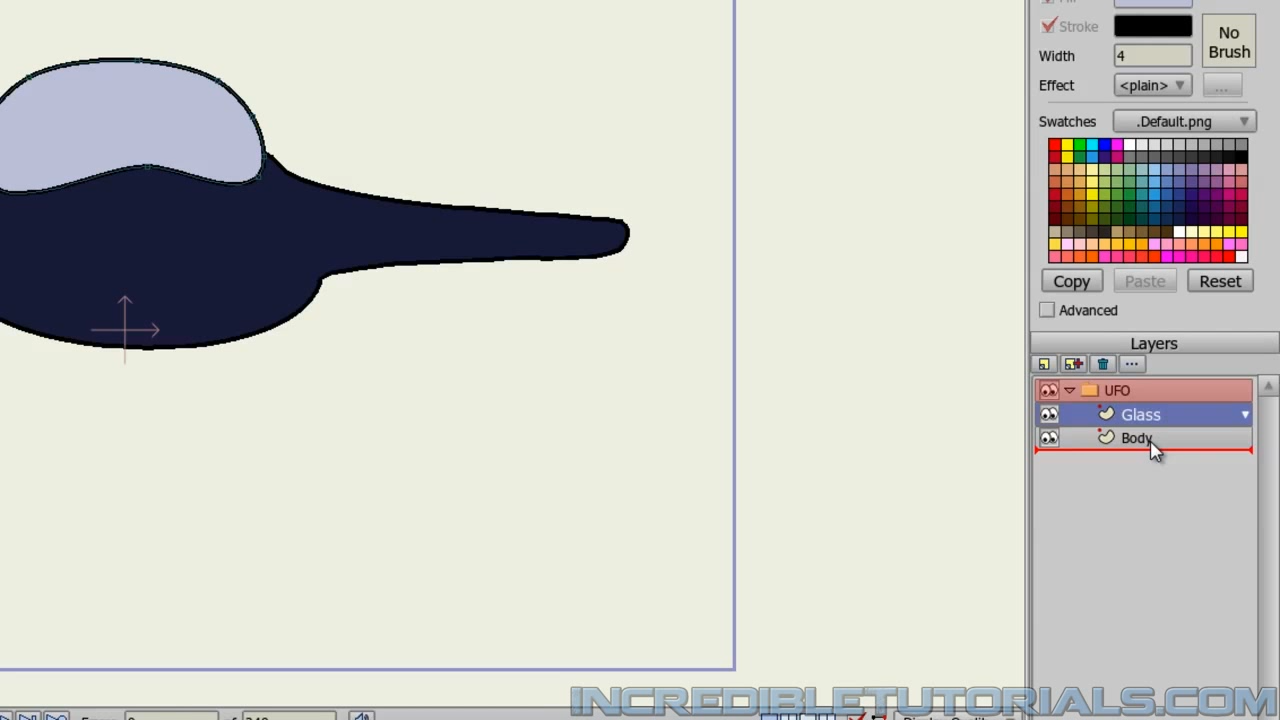 Fill
Stroke
No Brush
Width
4
Effect
<plain>
...
Swatches
.Default.png
Copy
Paste
Reset
Advanced
Layers
...
UFO
Glass
Body
INCREDIBLETUTORIALS.COM